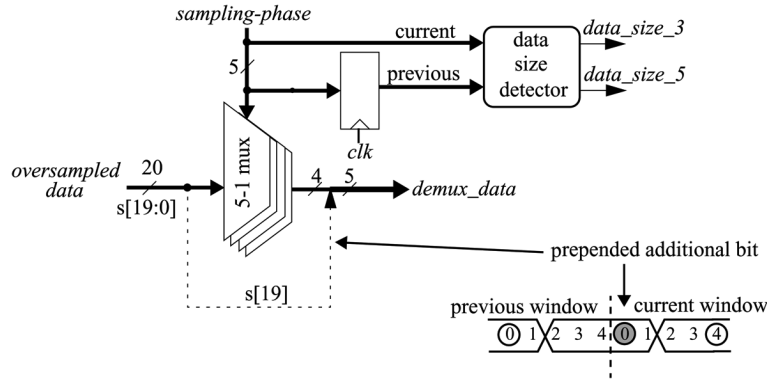 sampling-phase
current
data_size_3
data
size
detector
5
previous
data_size_5
clk
5-1 mux
oversampled
data
20
s[19:0]
4
5
demux_data
s[19]
prepended additional bit
previous window
current window
0 1 2 3 4 0 1 2 3 4